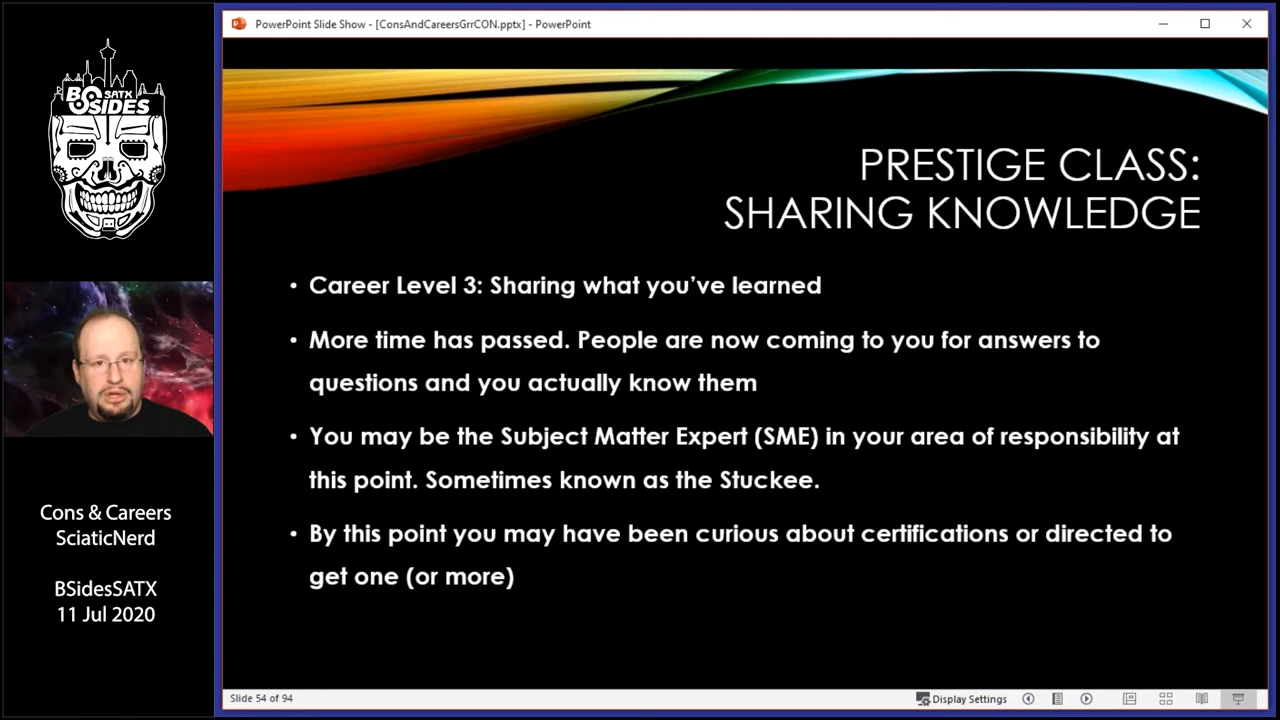 PowerPoint Slide Show - [ConsAndCareersGrrCON.pptx] - PowerPoint
BSIDES
SATX
PRESTIGE CLASS:
SHARING KNOWLEDGE
• Career Level 3: Sharing what you’ve learned
• More time has passed. People are now coming to you for answers to
questions and you actually know them
• You may be the Subject Matter Expert (SME) in your area of responsibility at
this point. Sometimes known as the Stuckee.
• By this point you may have been curious about certifications or directed to
get one (or more)
Cons & Careers
SciaticNerd
BSidesSATX
11 Jul 2020
Slide 54 of 94
Display Settings